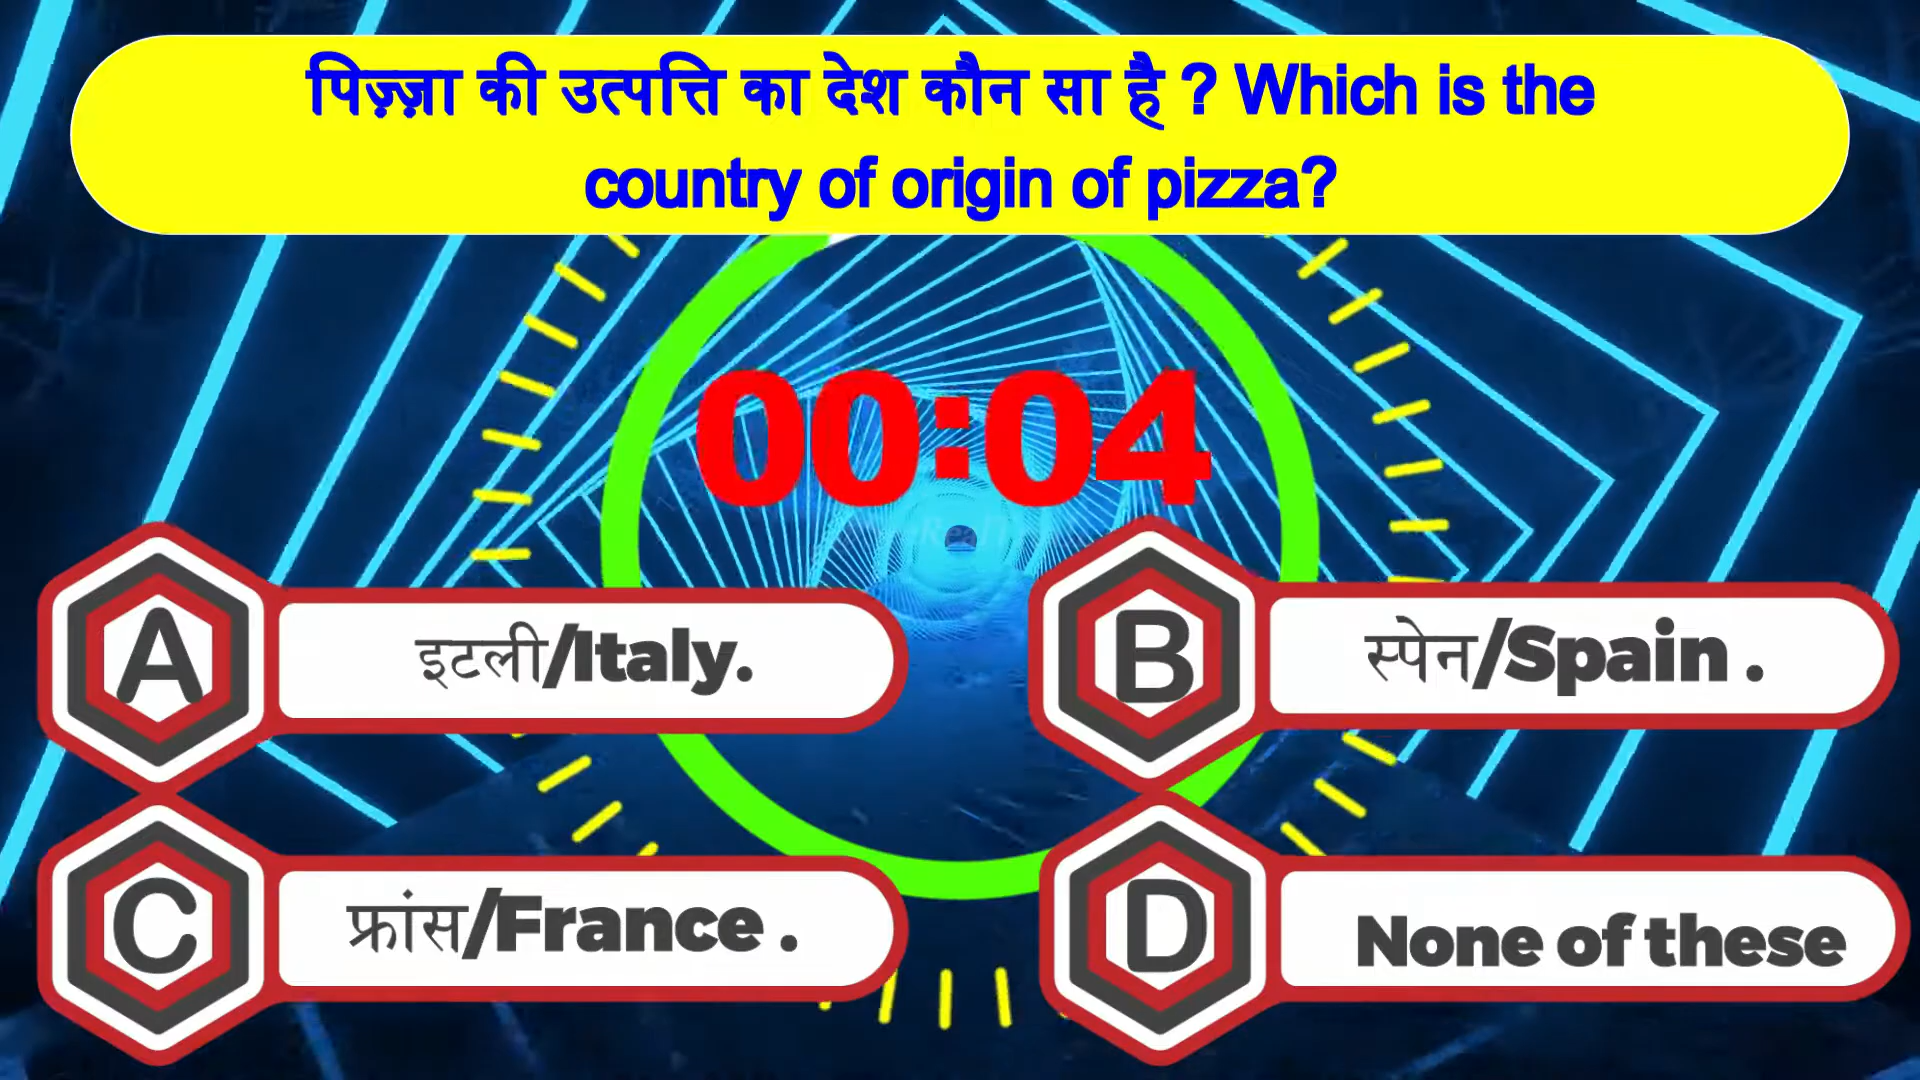 पिज़्ज़ा की उत्पत्ति का देश कौन सा है ? Which is the
country of origin of pizza?
00:04
A
इटली/Italy.
B
स्पेन/Spain .
C
फ्रांस/France .
D
None of these